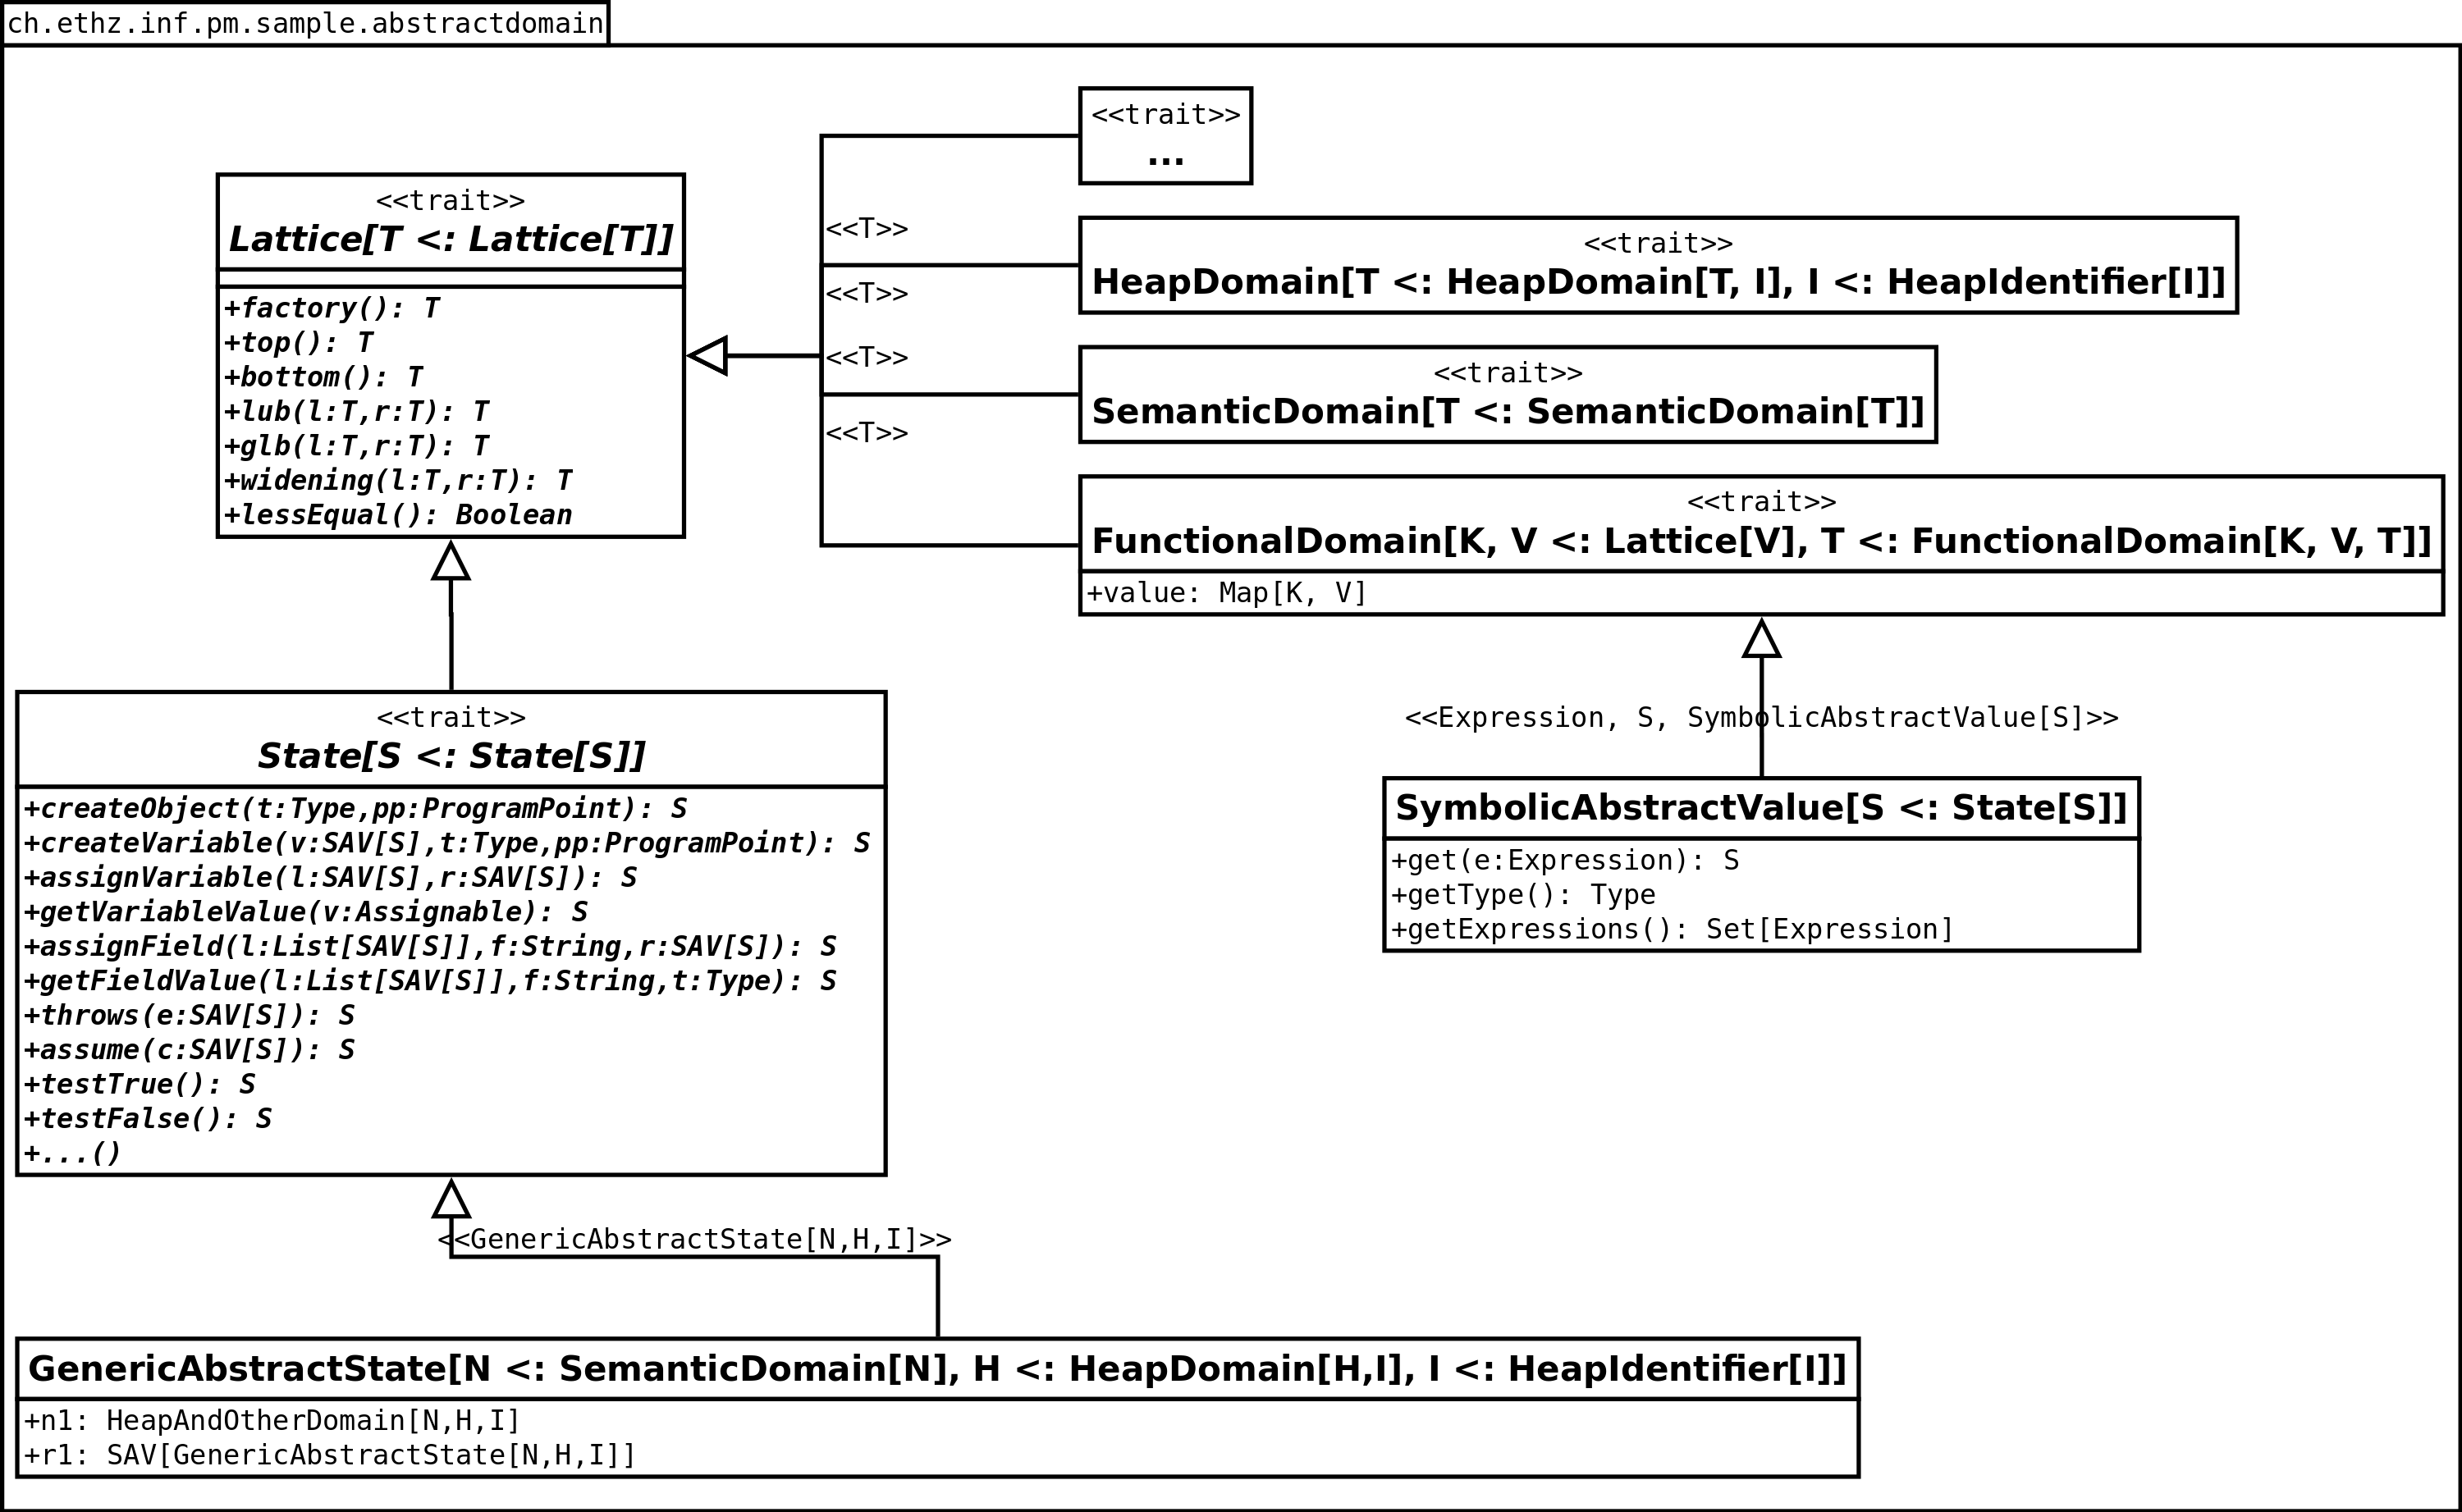 ch.ethz.inf.pm.sample.abstractdomain
<<trait>>
...
<<trait>>
Lattice[T <: Lattice[T]]
+factory(): T
+top(): T
+bottom(): T
+lub(l:T,r:T): T
+glb(l:T,r:T): T
+widening(l:T,r:T): T
+lessEqual(): Boolean
<<T>>
<<T>>
<<T>>
<<T>>
<<trait>>
HeapDomain[T <: HeapDomain[T, I], I <: HeapIdentifier[I]]
<<trait>>
SemanticDomain[T <: SemanticDomain[T]]
<<trait>>
FunctionalDomain[K, V <: Lattice[V], T <: FunctionalDomain[K, V, T]]
+value: Map[K, V]
<<trait>>
State[S <: State[S]]
+createObject(t:Type,pp:ProgramPoint): S
+createVariable(v:SAV[S],t:Type,pp:ProgramPoint): S
+assignVariable(l:SAV[S],r:SAV[S]): S
+getVariableValue(v:Assignable): S
+assignField(l:List[SAV[S]],f:String,r:SAV[S]): S
+getFieldValue(l:List[SAV[S]],f:String,t:Type): S
+throws(e:SAV[S]): S
+assume(c:SAV[S]): S
+testTrue(): S
+testFalse(): S
+...()
<<Expression, S, SymbolicAbstractValue[S]>>
SymbolicAbstractValue[S <: State[S]]
+get(e:Expression): S
+getType(): Type
+getExpressions(): Set[Expression]
<<GenericAbstractState[N,H,I]>>
GenericAbstractState[N <: SemanticDomain[N], H <: HeapDomain[H,I], I <: HeapIdentifier[I]]
+n1: HeapAndOtherDomain[N,H,I]
+r1: SAV[GenericAbstractState[N,H,I]]